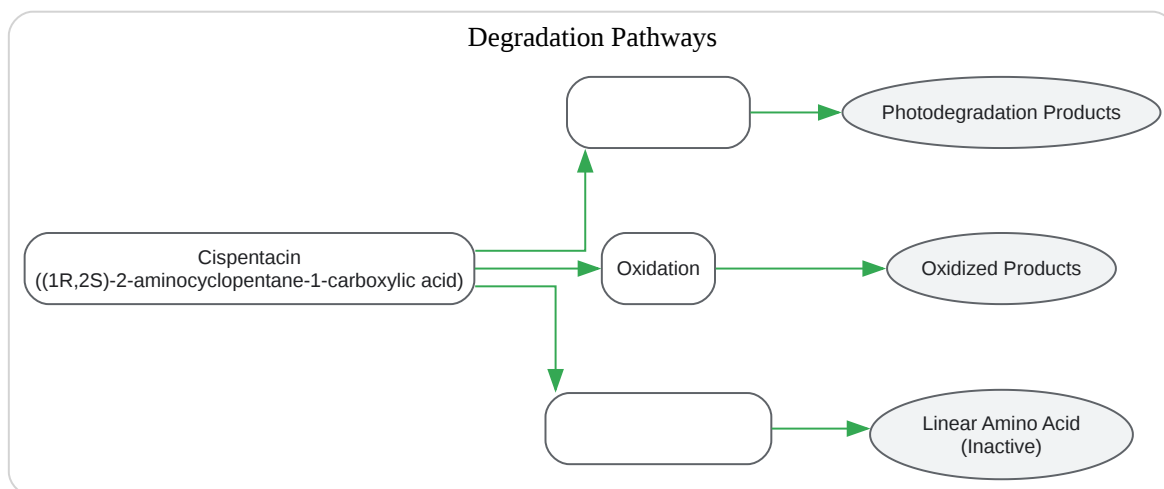 Degradation Pathways
Photodegradation Products
Cispentacin
((1R,2S)-2-aminocyclopentane-1-carboxylic acid)
Oxidation
Oxidized Products
Linear Amino Acid
(Inactive)